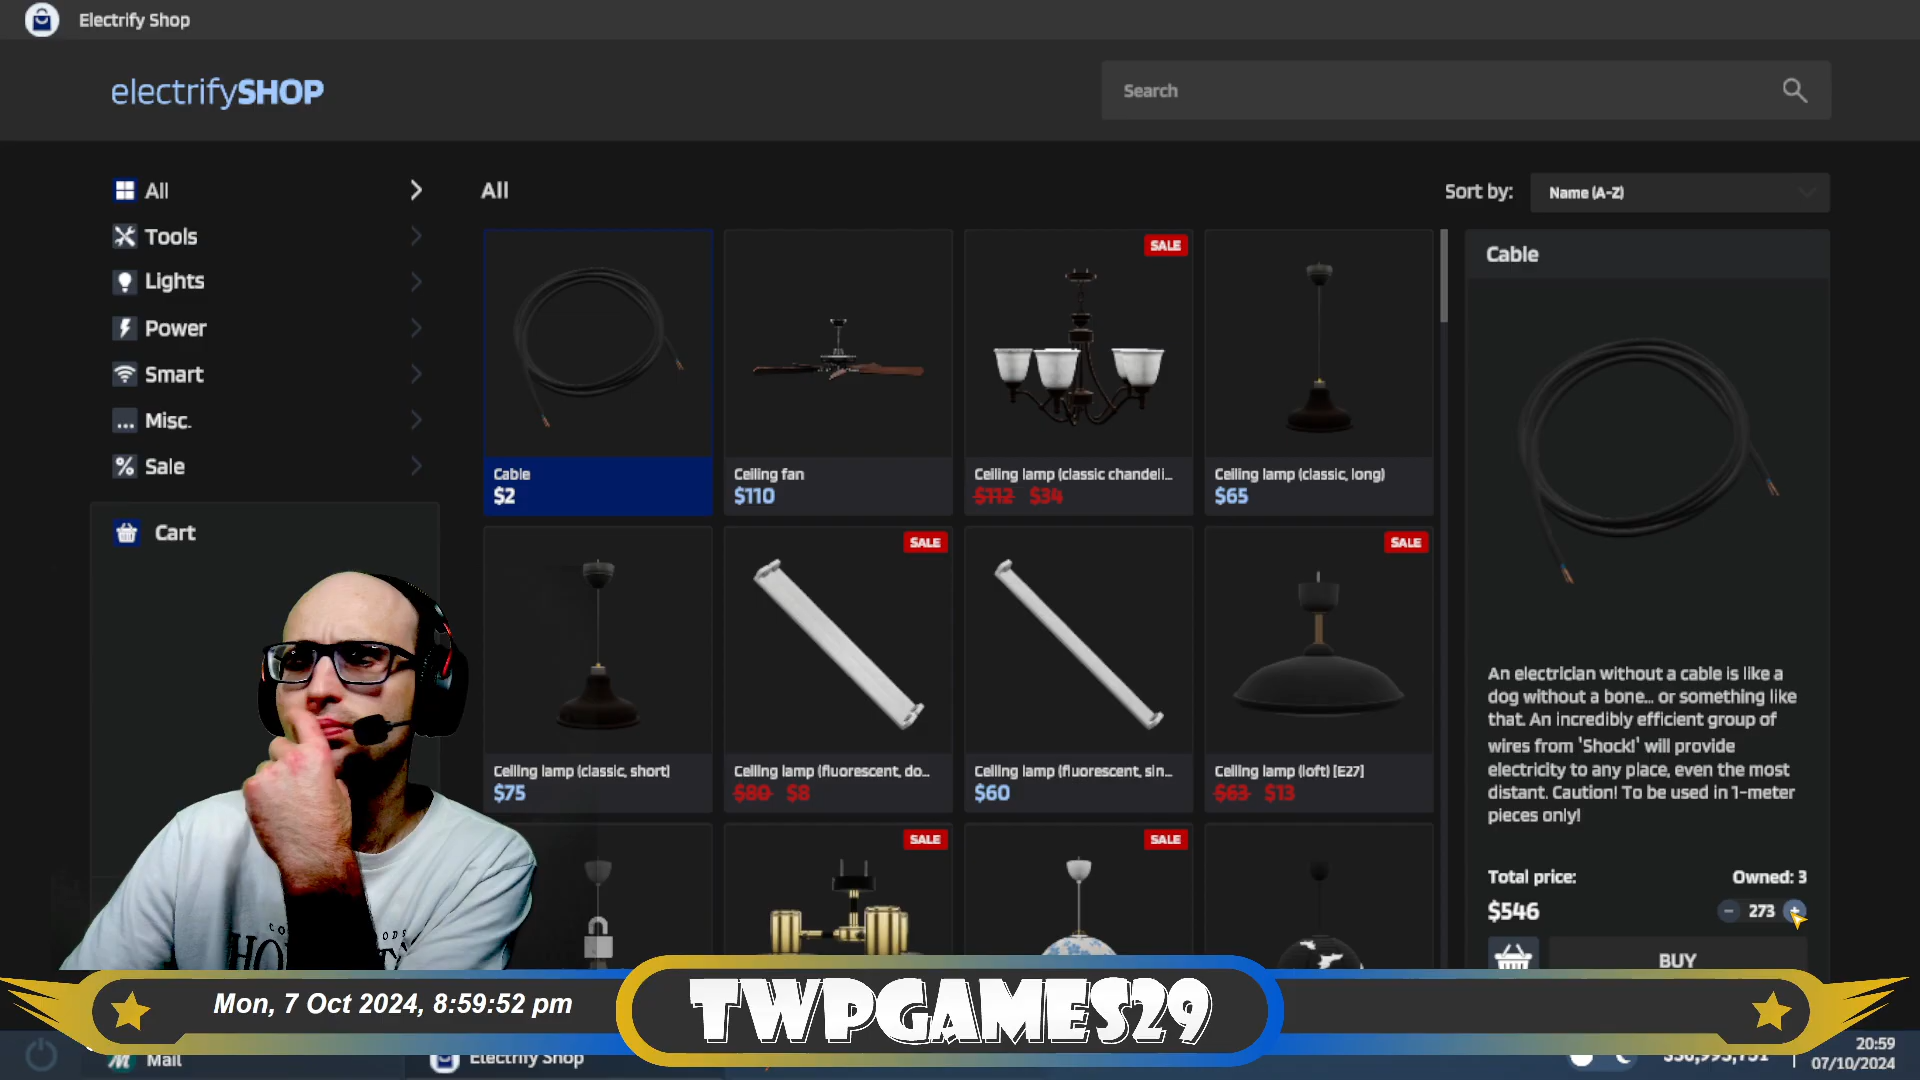 Electrify Shop
electrifySHOP
Search
All
Tools
Lights
Power
Smart
Misc.
Sale
Cart
All
Sort by:
Name (A-Z)
Cable
$2
Ceiling fan
$110
SALE
Ceiling lamp (classic chandeli...
$112 $34
Ceiling lamp (classic, long)
$65
Ceiling lamp (classic, short)
$75
SALE
Ceiling lamp (fluorescent, do...
$80 $8
Ceiling lamp (fluorescent, sin...
$60
SALE
Ceiling lamp (loft) [E27]
$63 $13
SALE
SALE
Cable
An electrician without a cable is like a
dog without a bone... or something like
that. An incredibly efficient group of
wires from 'Shock!' will provide
electricity to any place, even the most
distant. Caution! To be used in 1-meter
pieces only!
Total price:
Owned: 3
$546
273
BUY
Mon, 7 Oct 2024, 8:59:52 pm
TWPGAMES29
Mail
Electrify Shop
20:59
07/10/2024